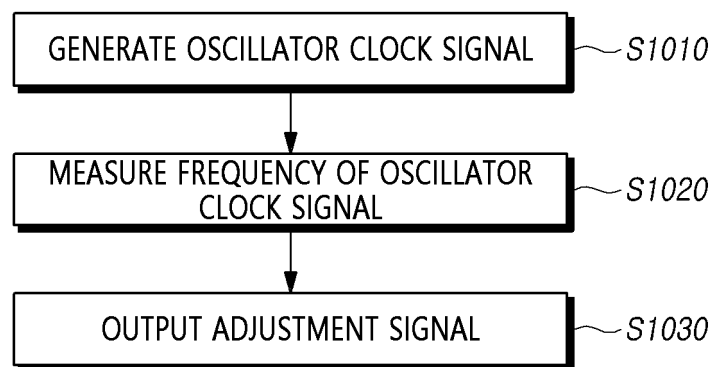 GENERATE OSCILLATOR CLOCK SIGNAL
S1010
MEASURE FREQUENCY OF OSCILLATOR
CLOCK SIGNAL
S1020
OUTPUT ADJUSTMENT SIGNAL
S1030